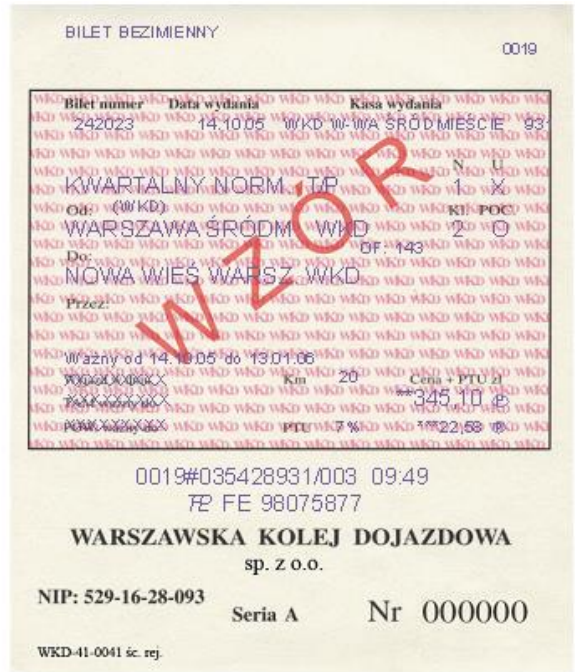 BILET BEZIMIENNY
0019
Bilet numer Data wydania Kasa wydania
242023 14.10.05 WKD W-WA ŚRÓDMIEŚCIE 931
N U
KWARTALNY NORM. T/P 1 X
Od: (WKD) Kl. POC.
WARSZAWA ŚRÓDM. WKD 2 O
Do: OF: 143
NOWA WIEŚ WARSZ. WKD
Przez:
WZÓR
Ważny od 14.10.05 do 13.01.06
Km 20 Cena + PTU zł
**345,10
PTU 7 % ***22,58
0019#035428931/003 09:49
FE 98075877
WARSZAWSKA KOLEJ DOJAZDOWA
sp. z o.o.
NIP: 529-16-28-093
Seria A Nr 000000
WKD-41-0041 śc. rej.